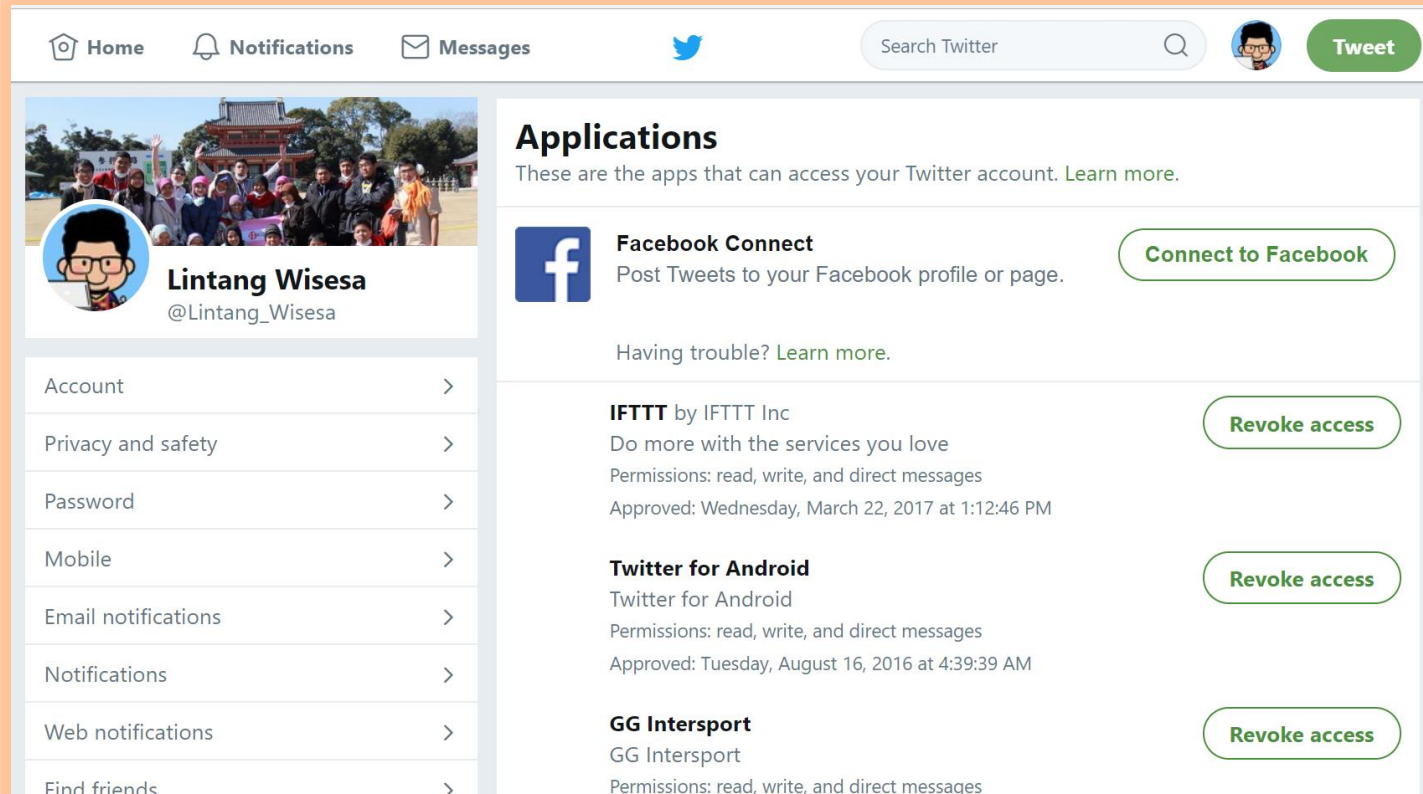 Home
Notifications
Messages
Search Twitter
Tweet
Lintang Wisesa
@Lintang_Wisesa
Account
Privacy and safety
Password
Mobile
Email notifications
Notifications
Web notifications
Find friends
Applications
These are the apps that can access your Twitter account. Learn more.
Facebook Connect
Post Tweets to your Facebook profile or page.
Connect to Facebook
Having trouble? Learn more.
IFTTT by IFTTT Inc
Do more with the services you love
Permissions: read, write, and direct messages
Approved: Wednesday, March 22, 2017 at 1:12:46 PM
Revoke access
Twitter for Android
Twitter for Android
Permissions: read, write, and direct messages
Approved: Tuesday, August 16, 2016 at 4:39:39 AM
Revoke access
GG Intersport
GG Intersport
Permissions: read, write, and direct messages
Revoke access